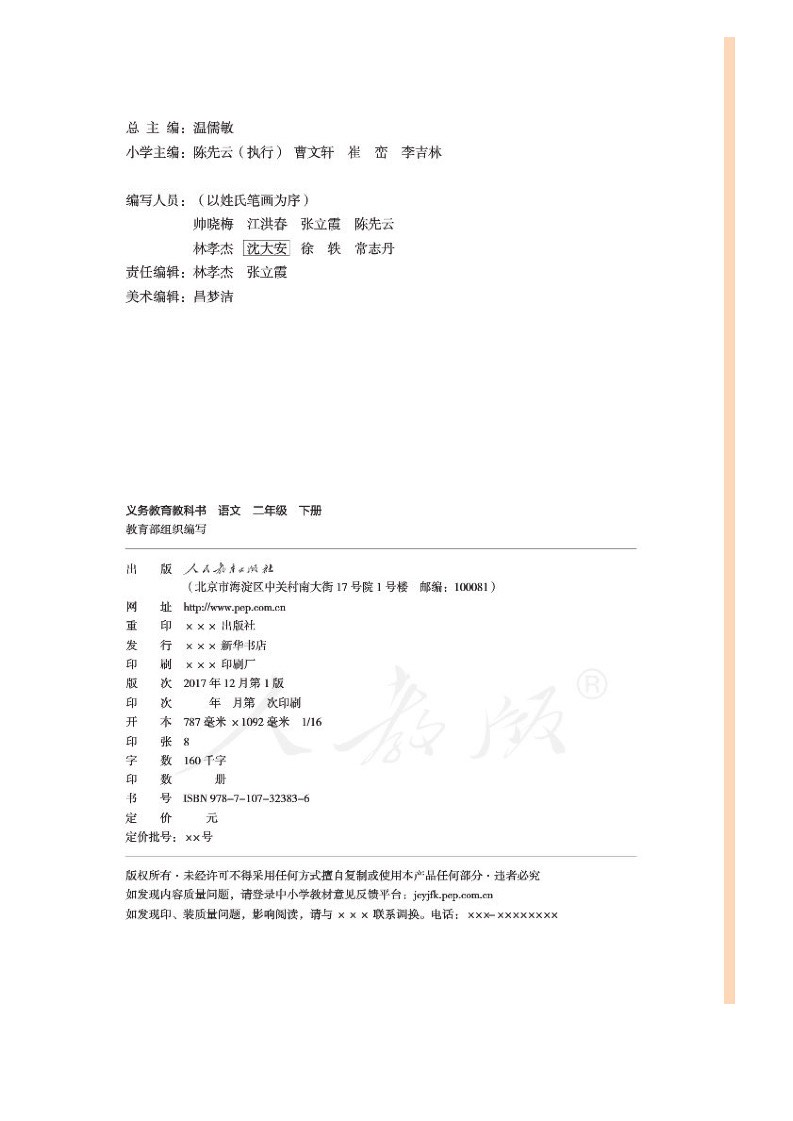 总 主 编：温儒敏
小学主编：陈先云（执行） 曹文轩 崔 峦 李吉林
编写人员：（以姓氏笔画为序）
帅晓梅 江洪春 张立霞 陈先云
林孝杰 沈大安 徐 轶 常志丹
责任编辑：林孝杰 张立霞
美术编辑：昌梦洁
义务教育教科书 语文 二年级 下册
教育部组织编写
出 版 人民教育出版社
（北京市海淀区中关村南大街 17 号院 1 号楼 邮编：100081）
网 址 http://www.pep.com.cn
重 印 ××× 出版社
发 行 ××× 新华书店
印 刷 ××× 印刷厂
版 次 2017 年 12 月第 1 版
印 次 年 月第 次印刷
开 本 787 毫米 ×1092 毫米 1/16
印 张 8
字 数 160 千字
印 数 册
书 号 ISBN 978–7–107–32383–6
定 价 元
定价批号：××号
版权所有·未经许可不得采用任何方式擅自复制或使用本产品任何部分·违者必究
如发现内容质量问题，请登录中小学教材意见反馈平台：jcyjfk.pep.com.cn
如发现印、装质量问题，影响阅读，请与 ××× 联系调换。电话：×××–××××××××
人教版®